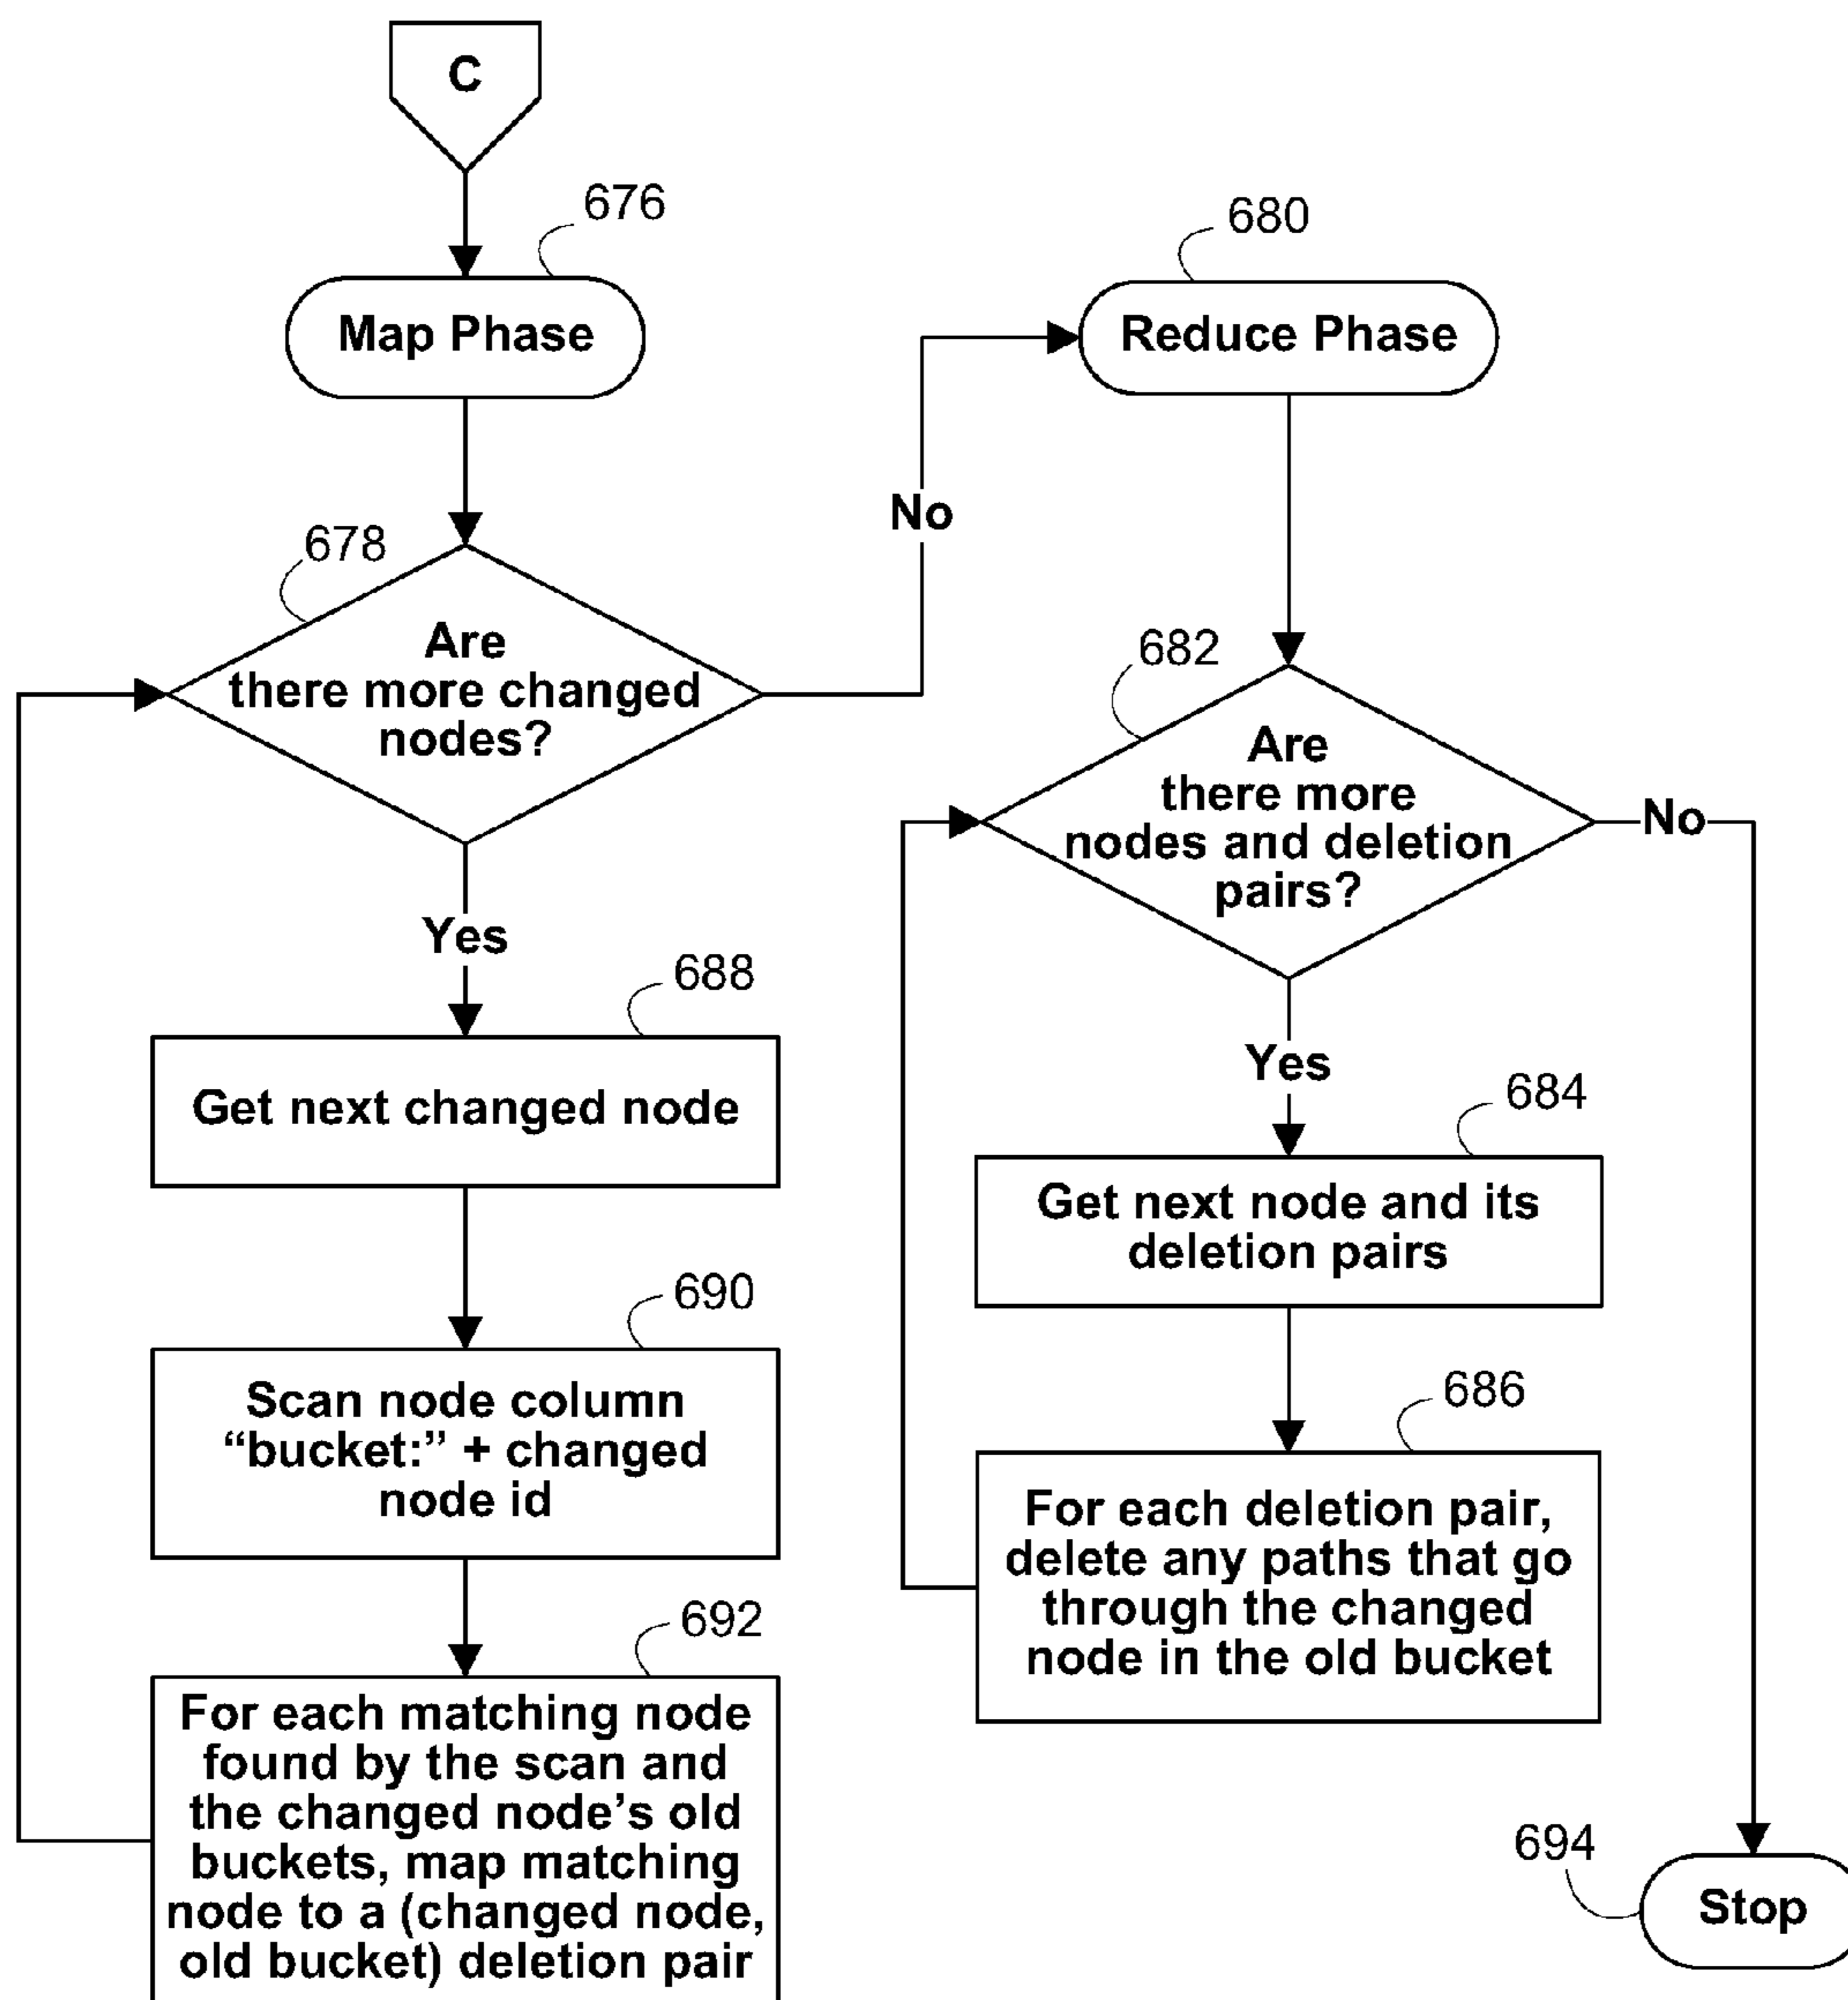 C
676
Map Phase
678
Are
there more changed
nodes?
Yes
688
Get next changed node
690
Scan node column
“bucket:” + changed
node id
692
For each matching node
found by the scan and
the changed node’s old
buckets, map matching
node to a (changed node,
old bucket) deletion pair
No
680
Reduce Phase
682
Are
there more
nodes and deletion
pairs?
No
Yes
684
Get next node and its
deletion pairs
686
For each deletion pair,
delete any paths that go
through the changed
node in the old bucket
694
Stop